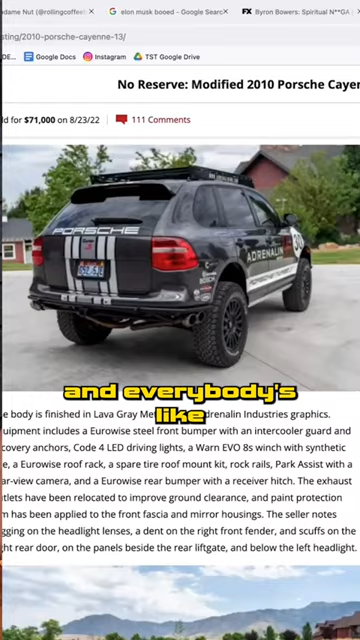 adame Nut (@rollingcoffeeb
elon musk booed - Google Searc
FX
Byron Bowers: Spiritual N**GA
sting/2010-porsche-cayenne-13/
DE...
Google Docs
Instagram
TST Google Drive
No Reserve: Modified 2010 Porsche Cayen
ld for $71,000 on 8/23/22
111 Comments
PORSCHE
ADRENALIN
and everybody's
like
e body is finished in Lava Gray Me drenalin Industries graphics.
uipment includes a Eurowise steel front bumper with an intercooler guard and
covery anchors, Code 4 LED driving lights, a Warn EVO 8s winch with synthetic
e, a Eurowise roof rack, a spare tire roof mount kit, rock rails, Park Assist with a
ar-view camera, and a Eurowise rear bumper with a receiver hitch. The exhaust
tlets have been relocated to improve ground clearance, and paint protection
m has been applied to the front fascia and mirror housings. The seller notes
gging on the headlight lenses, a dent on the right front fender, and scuffs on the
ght rear door, on the panels beside the rear liftgate, and below the left headlight.